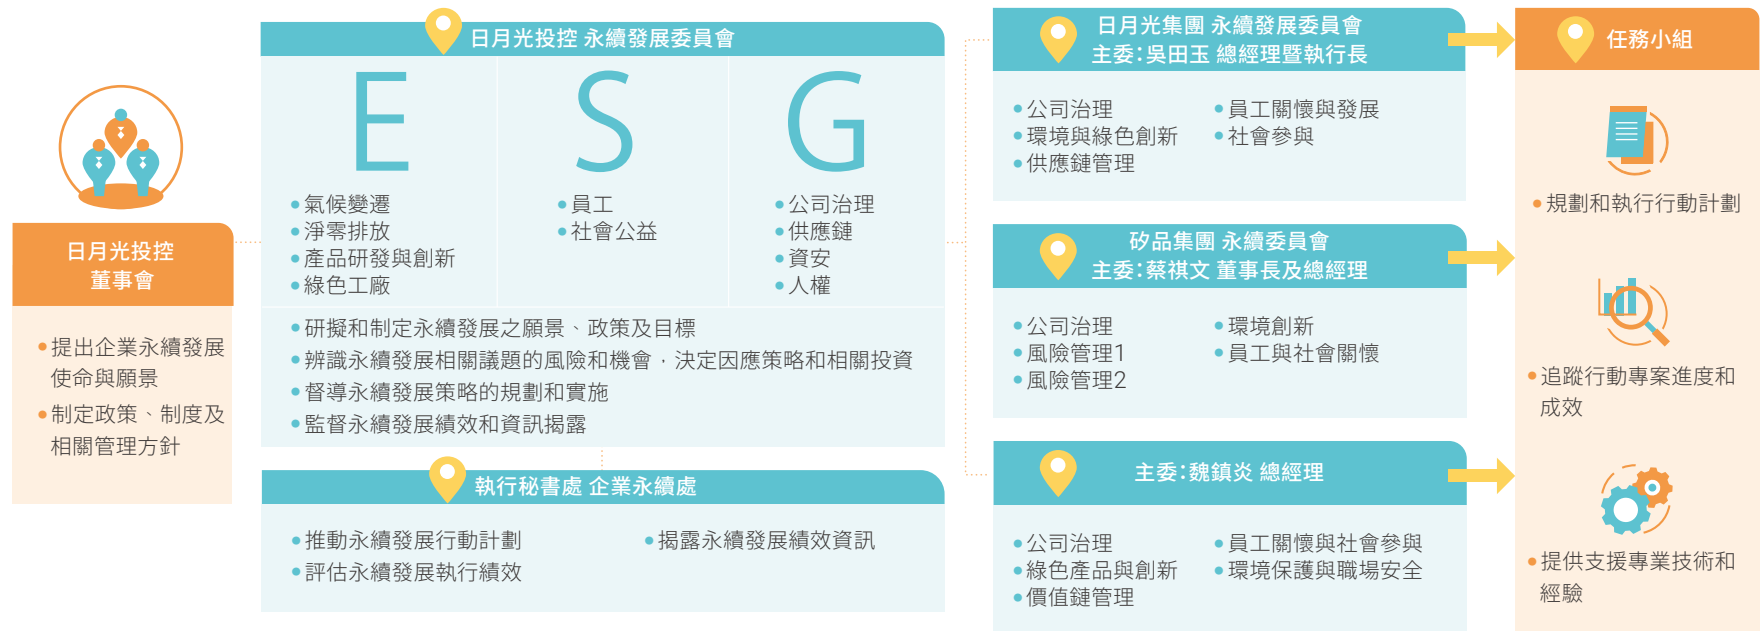 日月光投控
董事會
提出企業永續發展
使命與願景
制定政策、制度及
相關管理方針
日月光投控 永續發展委員會
E
氣候變遷
淨零排放
產品研發與創新
綠色工廠
S
員工
社會公益
G
公司治理
供應鏈
資安
人權
研擬和制定永續發展之願景、政策及目標
辨識永續發展相關議題的風險和機會，決定因應策略和相關投資
督導永續發展策略的規劃和實施
監督永續發展績效和資訊揭露
執行秘書處 企業永續處
推動永續發展行動計劃
評估永續發展執行績效
揭露永續發展績效資訊
日月光集團 永續發展委員會
主委：吳田玉 總經理暨執行長
公司治理
環境與綠色創新
供應鏈管理
員工關懷與發展
社會參與
矽品集團 永續委員會
主委：蔡祺文 董事長及總經理
公司治理
風險管理1
風險管理2
環境創新
員工與社會關懷
主委：魏鎮炎 總經理
公司治理
綠色產品與創新
價值鏈管理
員工關懷與社會參與
環境保護與職場安全
任務小組
規劃和執行行動計劃
追蹤行動專案進度和
成效
提供支援專業技術和
經驗